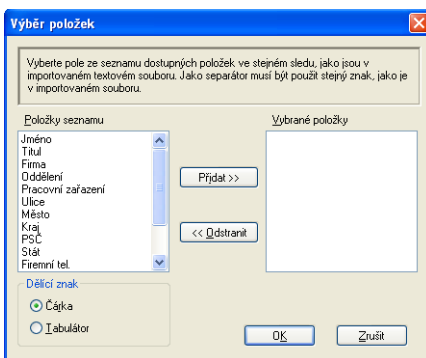 Výběr položek
Vyberte pole ze seznamu dostupných položek ve stejném sledu, jako jsou v
importovaném textovém souboru. Jako separátor musí být použit stejný znak, jako je
v importovaném souboru.
Položky seznamu
Vybrané položky
Jméno
Titul
Firma
Oddělení
Pracovní zařazení
Ulice
Město
Kraj
PSČ
Stát
Firemní tel.
Přidat >>
<< Odstranit
Dělící znak
Čárka
Tabulátor
OK
Zrušit